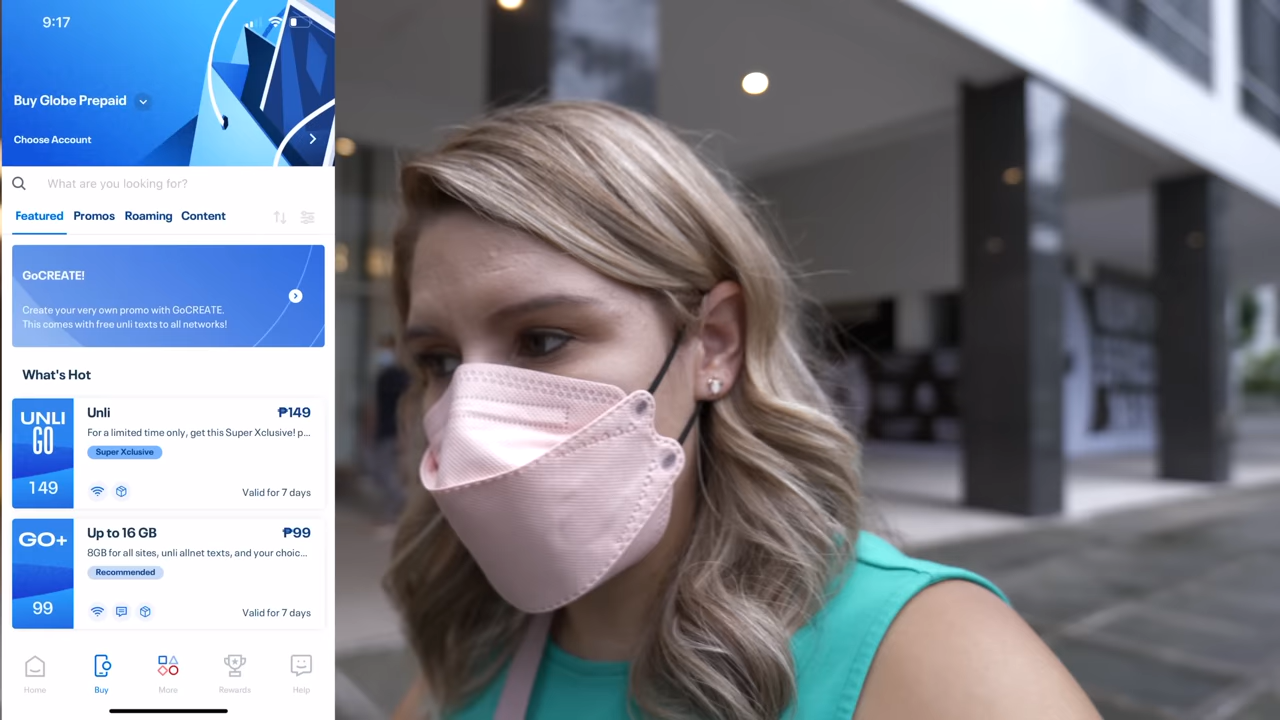 9:17
Buy Globe Prepaid
Choose Account
What are you looking for?
Featured Promos Roaming Content
GoCREATE!
Create your very own promo with GoCREATE.
This comes with free unli texts to all networks!
What's Hot
UNLI
GO
149
Unli ₱149
For a limited time only, get this Super Xclusive! p...
Super Xclusive
Valid for 7 days
GO+
99
Up to 16 GB ₱99
8GB for all sites, unli allnet texts, and your choic...
Recommended
Valid for 7 days
Home Buy More Rewards Help